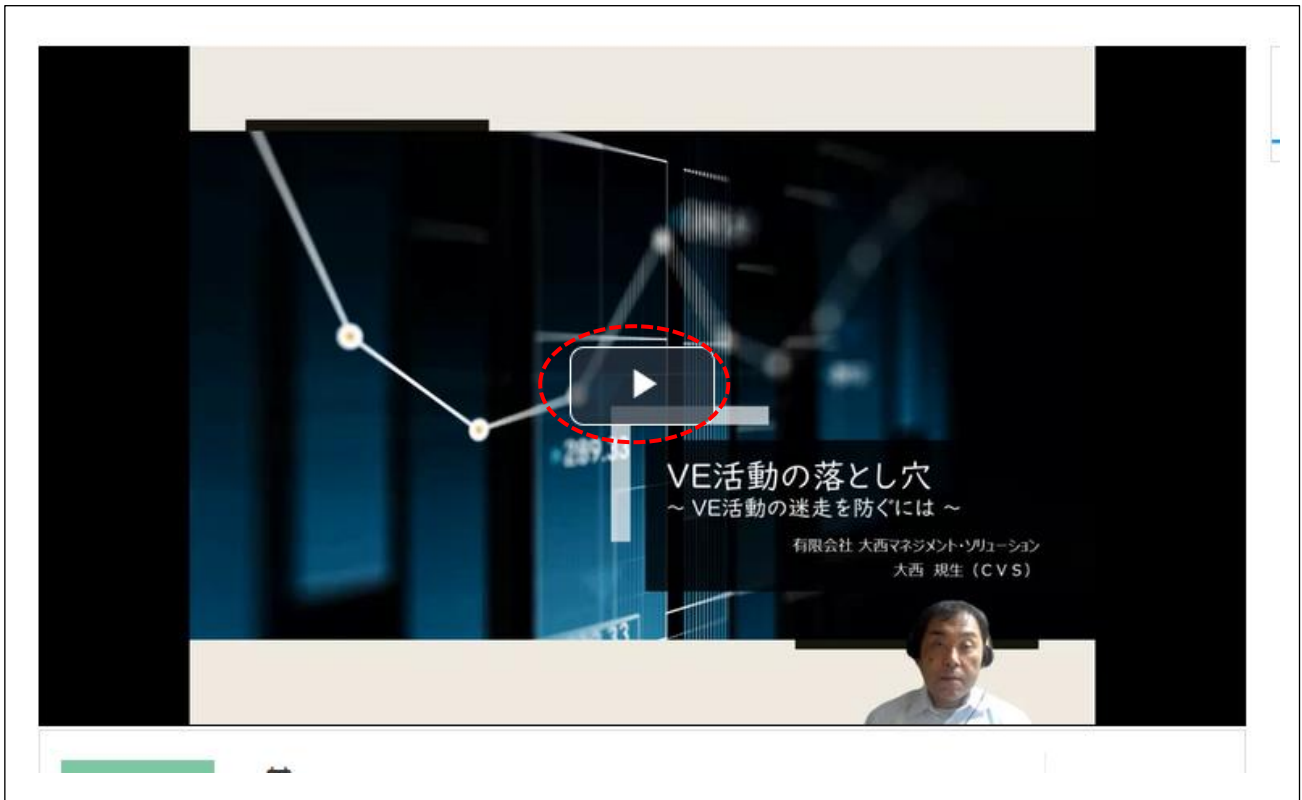 289.33
VE活動の落とし穴
~ VE活動の迷走を防ぐには ~
有限会社 大西マネジメント・ソリューション
大西 規生(CVS)